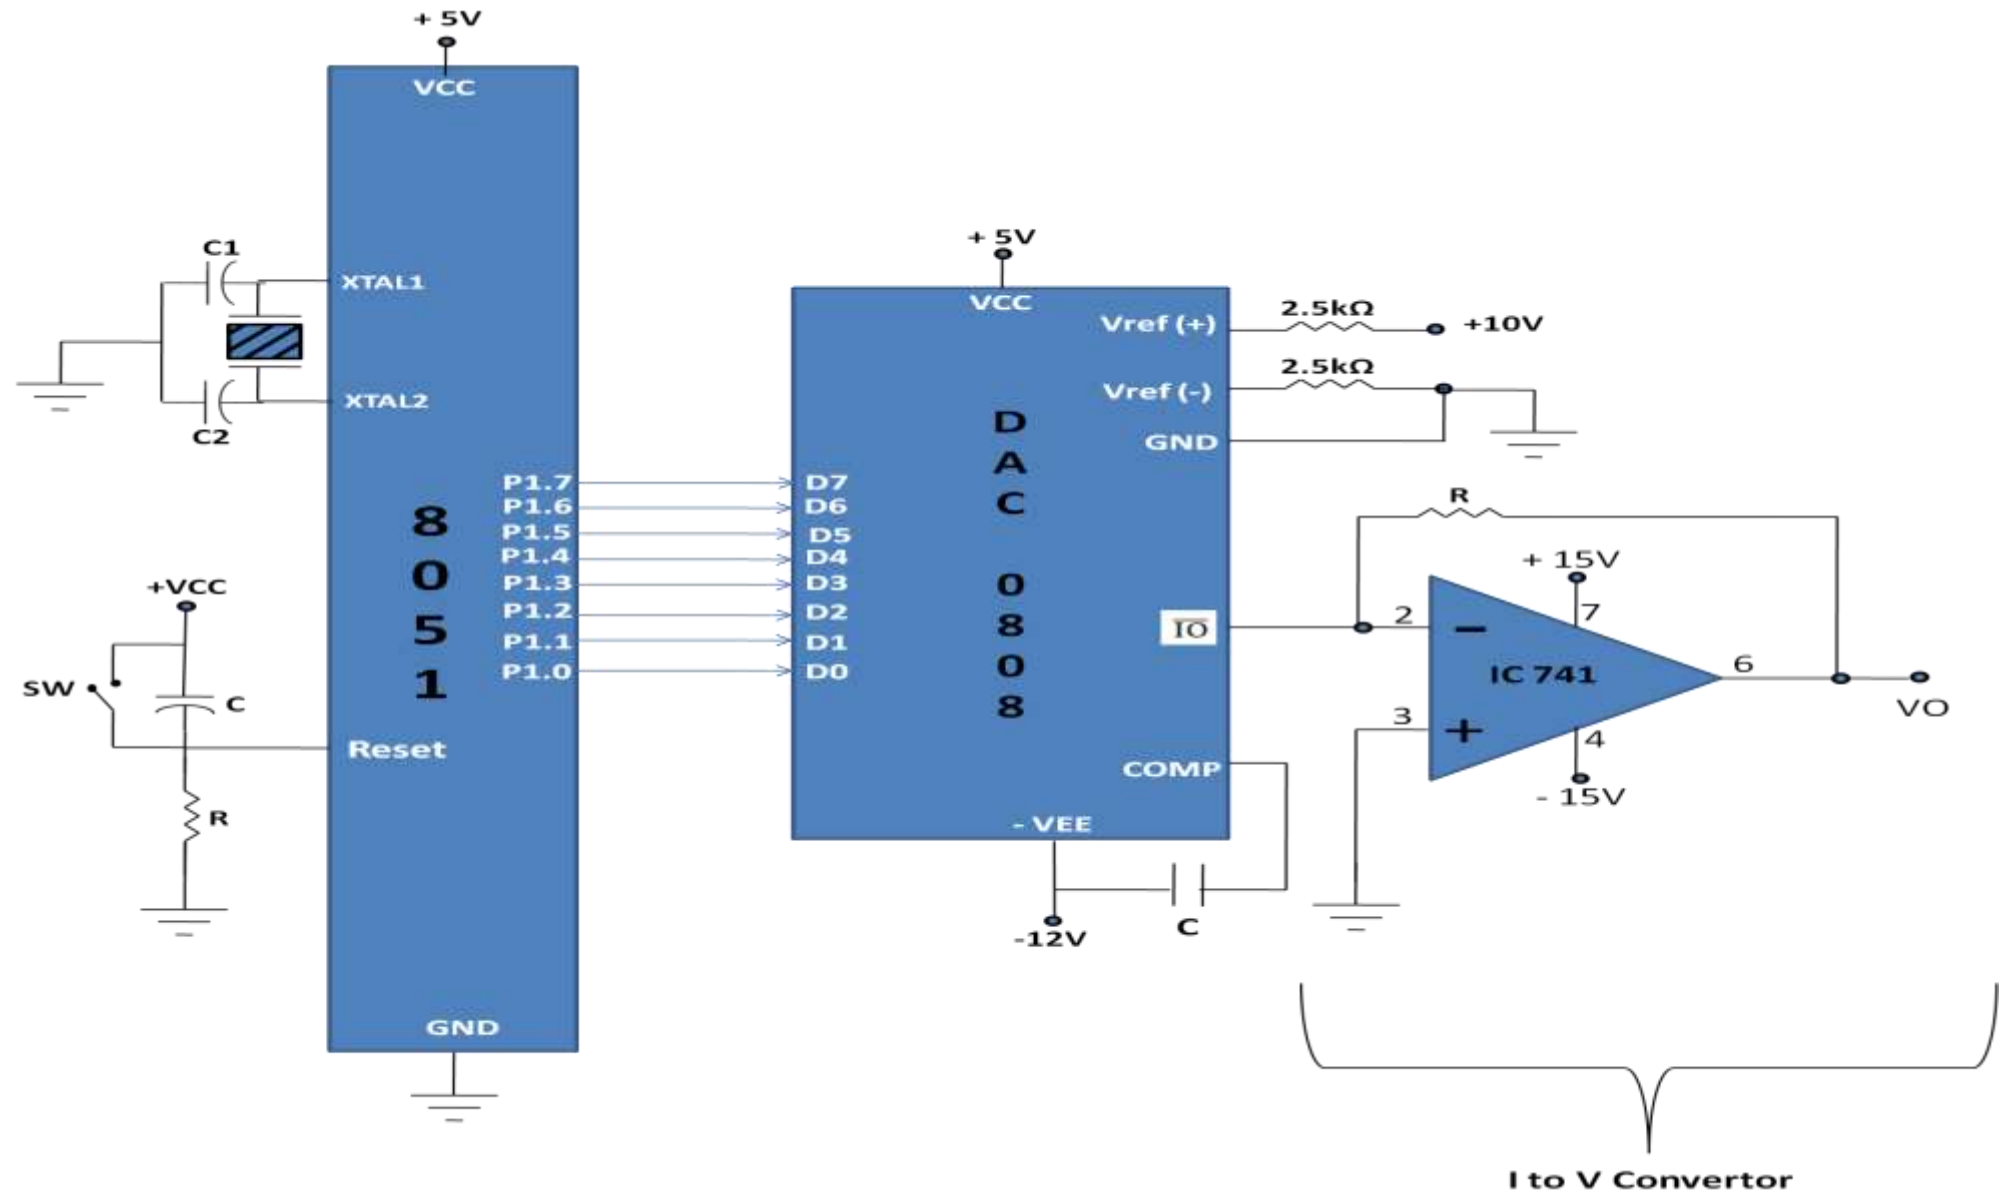 + 5V
VCC
C1
XTAL1
XTAL2
C2
P1.7
P1.6
P1.5
P1.4
P1.3
P1.2
P1.1
P1.0
8
0
5
1
+VCC
SW
C
Reset
R
GND
+ 5V
VCC
Vref (+)
2.5kΩ
+10V
2.5kΩ
Vref (-)
GND
D
A
C
0
8
0
8
D7
D6
D5
D4
D3
D2
D1
D0
IO
COMP
- VEE
-12V
C
R
+ 15V
7
2
−
IC 741
6
VO
3
+
4
- 15V
I to V Convertor